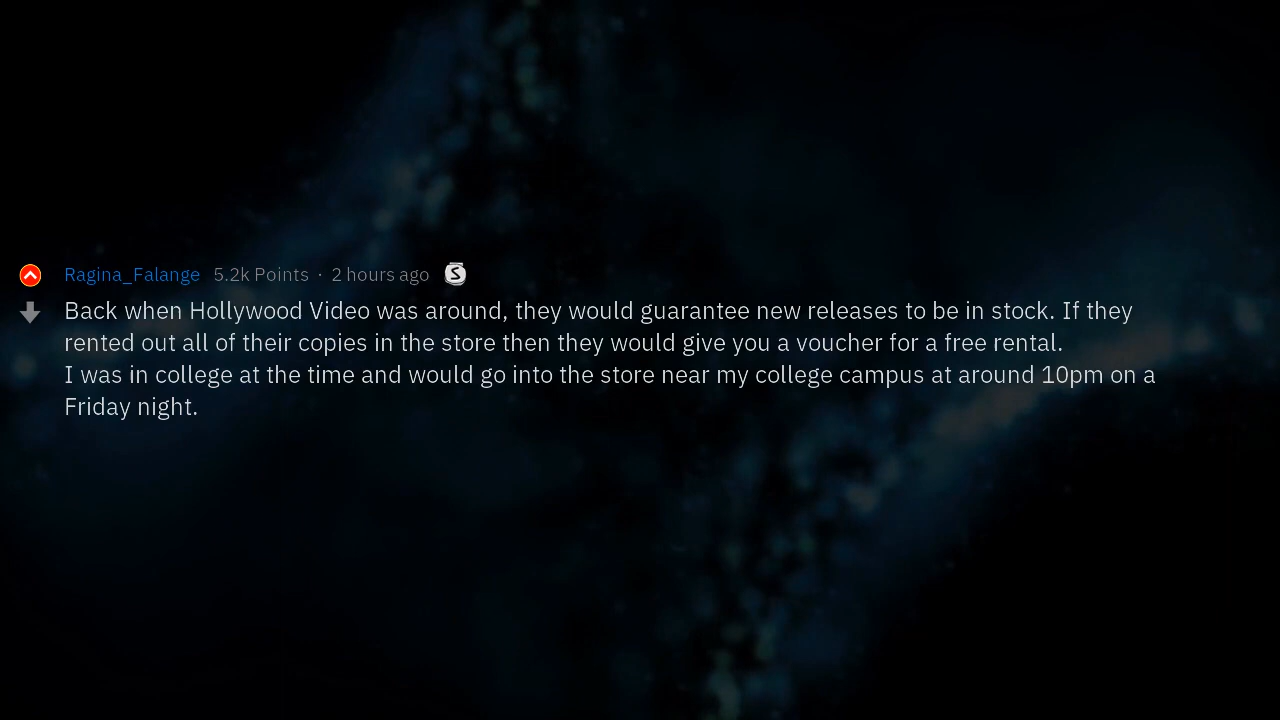 Ragina_Falange 5.2k Points · 2 hours ago
Back when Hollywood Video was around, they would guarantee new releases to be in stock. If they
rented out all of their copies in the store then they would give you a voucher for a free rental.
I was in college at the time and would go into the store near my college campus at around 10pm on a
Friday night.